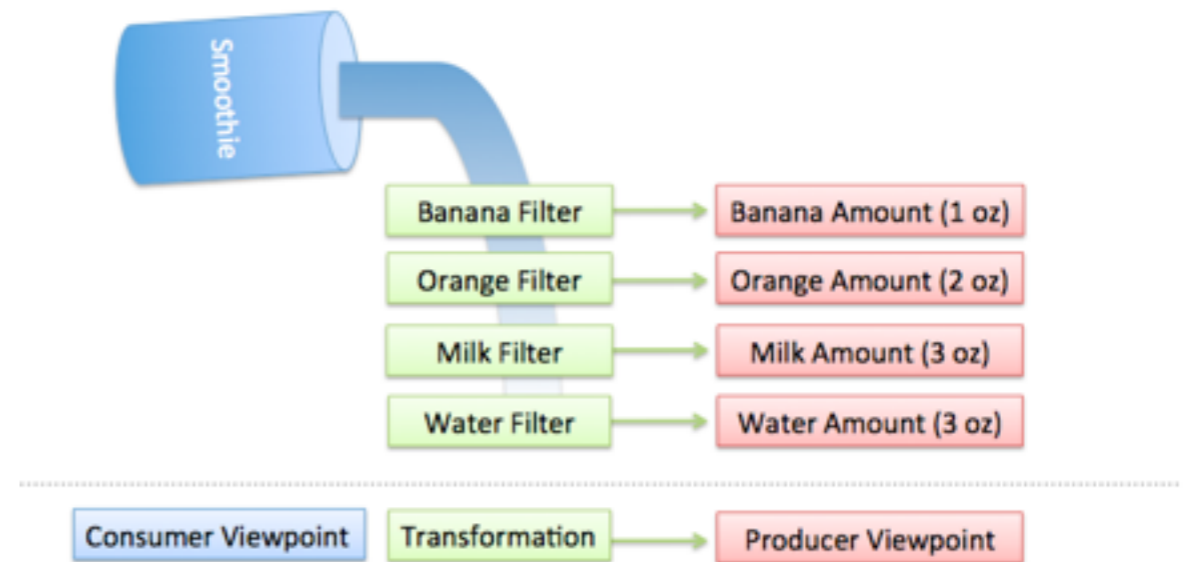 Smoothie
Banana Filter
Banana Amount (1 oz)
Orange Filter
Orange Amount (2 oz)
Milk Filter
Milk Amount (3 oz)
Water Filter
Water Amount (3 oz)
Consumer Viewpoint
Transformation
Producer Viewpoint